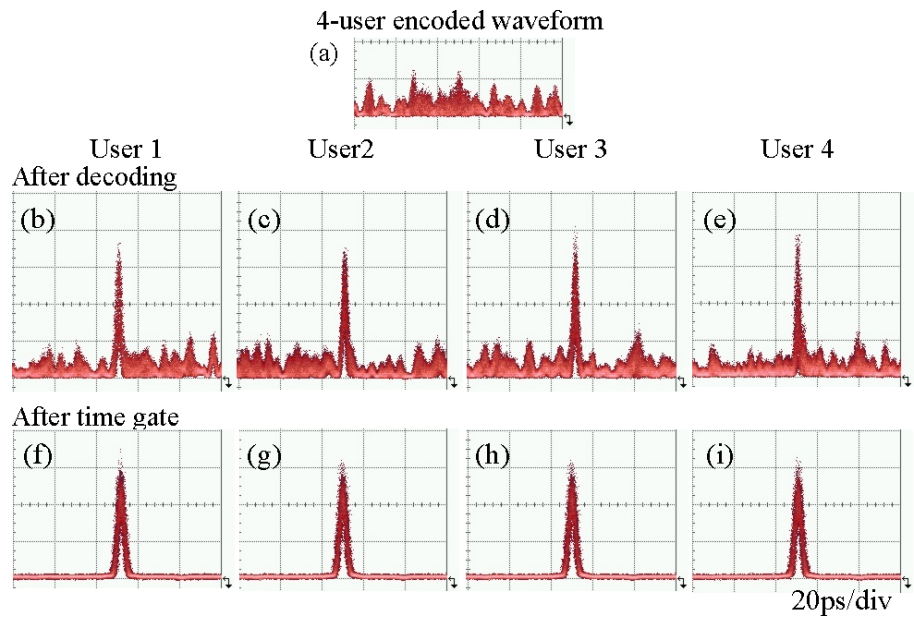 4-user encoded waveform
(a)
User 1 User2 User 3 User 4
After decoding
(b) (c) (d) (e)
After time gate
(f) (g) (h) (i)
20ps/div